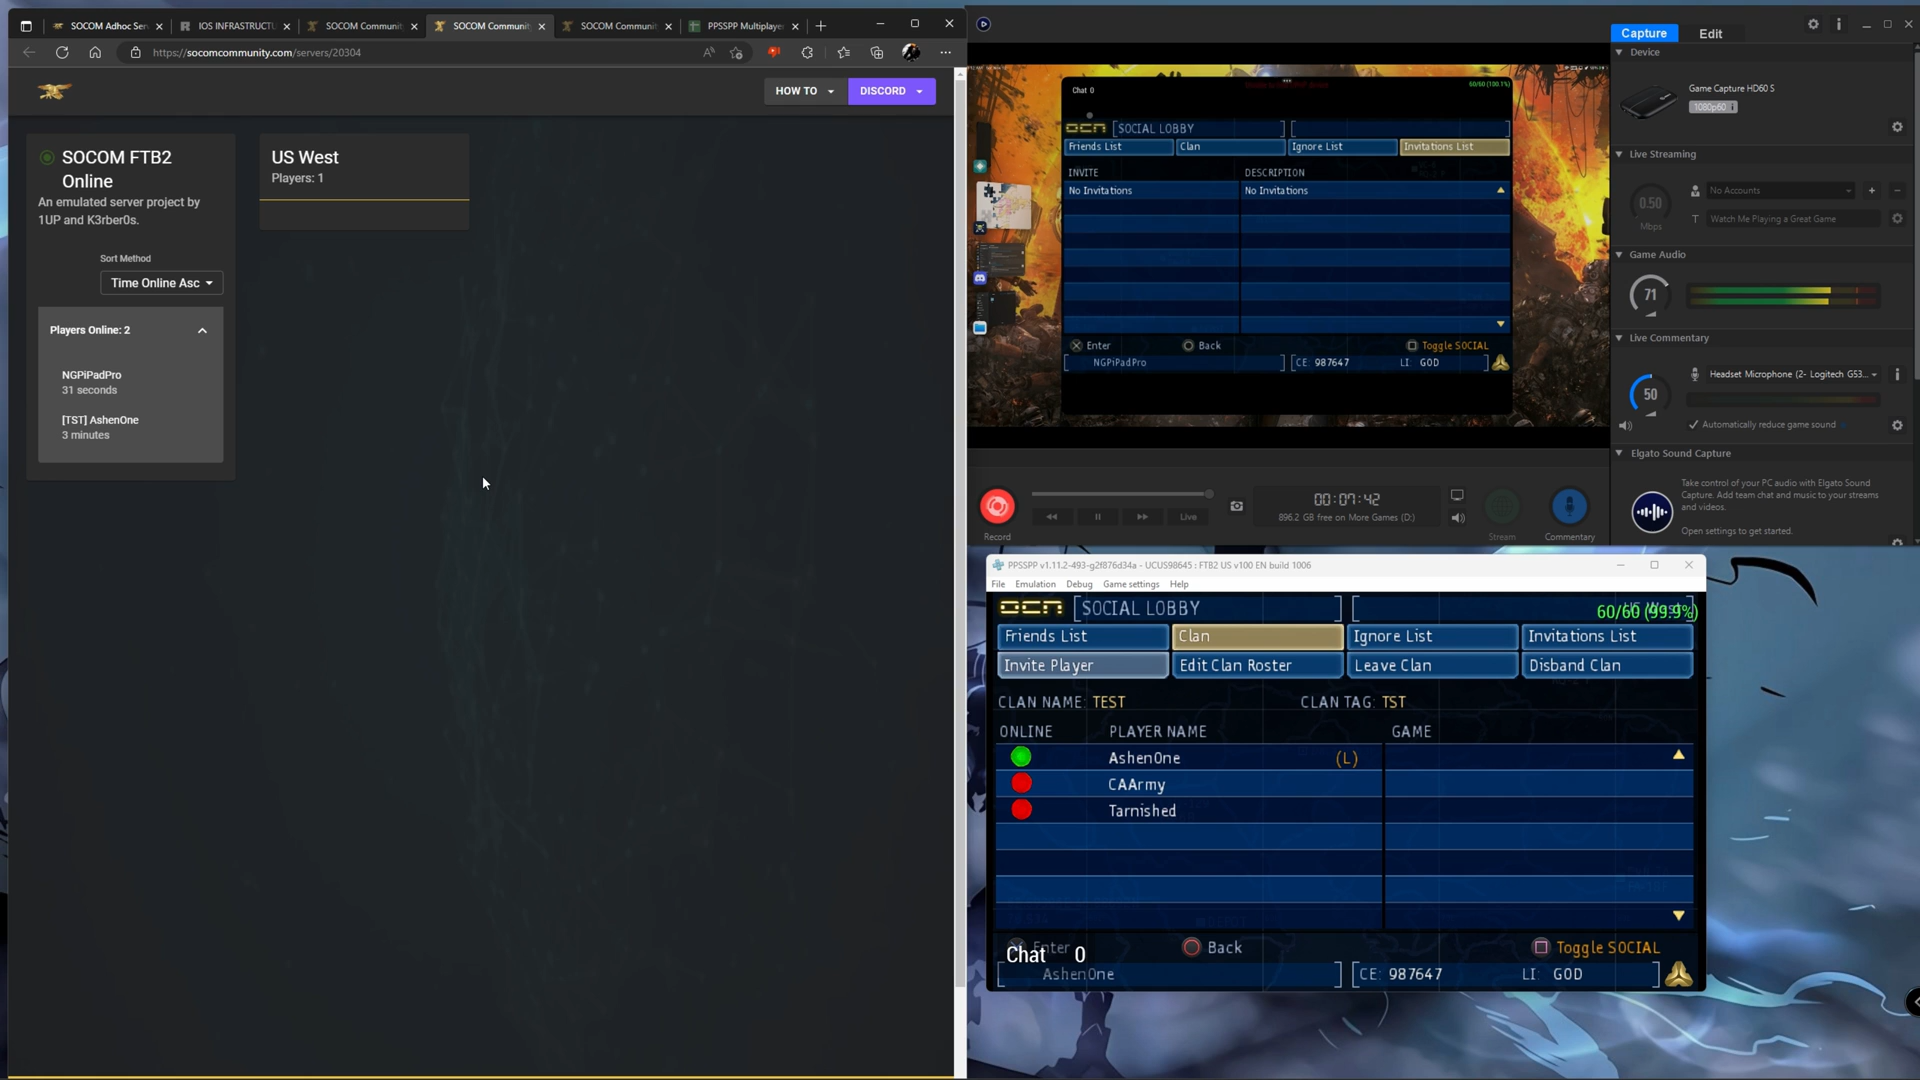 SOCOM Adhoc Ser
IOS INFRASTRUCTU
SOCOM Communit
SOCOM Communit
SOCOM Communit
PPSSPP Multiplaye
https://socomcommunity.com/servers/20304
HOW TO
DISCORD
SOCOM FTB2
Online
An emulated server project by
1UP and K3rber0s.
Sort Method
Time Online Asc
Players Online: 2
NGPiPadPro
31 seconds
[TST] AshenOne
3 minutes
US West
Players: 1
Capture
Edit
Chat 0
60/60 (100.1%)
OCN
SOCIAL LOBBY
Friends List
Clan
Ignore List
Invitations List
INVITE
DESCRIPTION
No Invitations
No Invitations
Enter
Back
Toggle SOCIAL
NGPiPadPro
CE: 987647
LI: GOD
Record
Live
00:07:42
896.2 GB free on More Games (D:)
Stream
Commentary
Device
Game Capture HD60 S
1080p60
Live Streaming
0.50
Mbps
No Accounts
T
Watch Me Playing a Great Game
Game Audio
71
Live Commentary
50
Headset Microphone (2- Logitech G53...
Automatically reduce game sound
Elgato Sound Capture
Take control of your PC audio with Elgato Sound
Capture. Add team chat and music to your streams
and videos.
Open settings to get started.
PPSSPP v1.11.2-493-g2f876d34a - UCUS98645 : FTB2 US v100 EN build 1006
File
Emulation
Debug
Game settings
Help
OCN
SOCIAL LOBBY
60/60 (99.9%)
Friends List
Clan
Ignore List
Invitations List
Invite Player
Edit Clan Roster
Leave Clan
Disband Clan
CLAN NAME: TEST
CLAN TAG: TST
ONLINE
PLAYER NAME
GAME
AshenOne
(L)
CAArmy
Tarnished
Enter
Back
Toggle SOCIAL
Chat 0
AshenOne
CE: 987647
LI: GOD